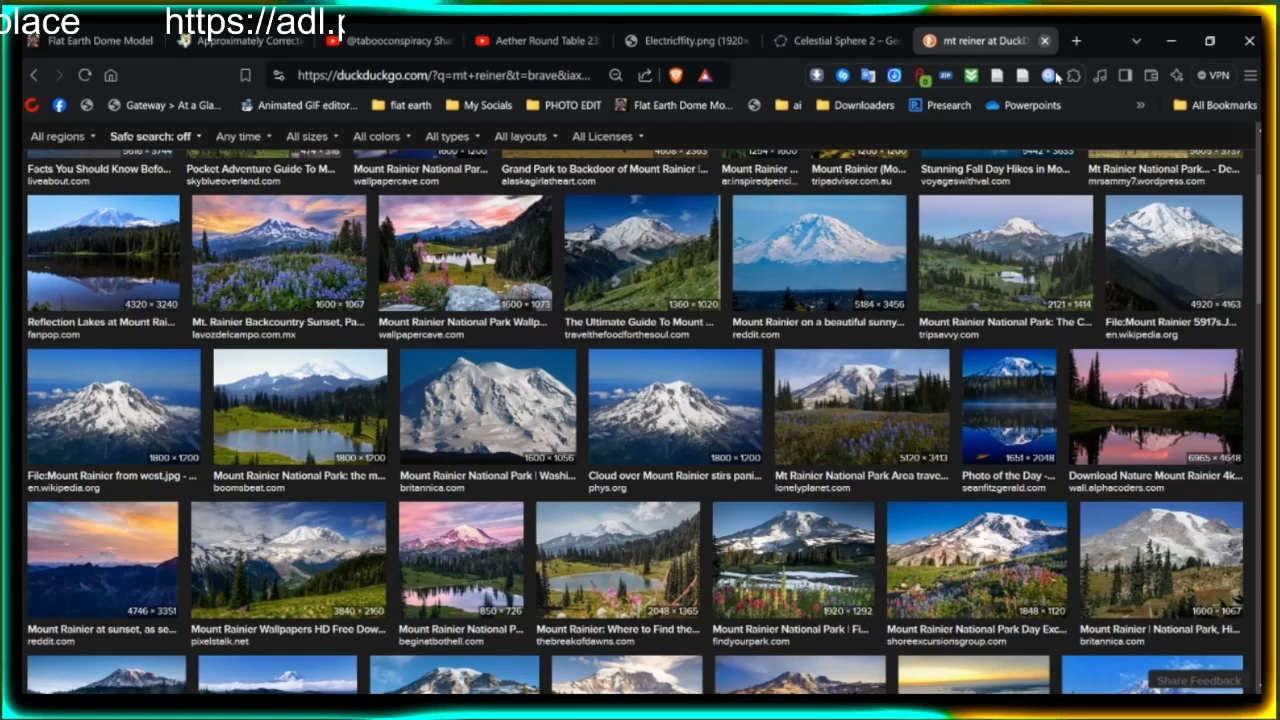 place https://adl.p
Flat Earth Dome Model Approximately Correcti @tabooconspiracy Sha Aether Round Table 23: Electricffity.png (1920× Celestial Sphere 2 – Ge mt reiner at DuckD
https://duckduckgo.com/?q=mt+reiner&t=brave&iax... VPN
Gateway > At a Gla... Animated GIF editor... flat earth My Socials PHOTO EDIT Flat Earth Dome Mo... ai Downloaders Presearch Powerpoints » All Bookmarks
All regions Safe search: off Any time All sizes All colors All types All layouts All Licenses
Facts You Should Know Befo... Pocket Adventure Guide To M... Mount Rainier National Par... Grand Park to Backdoor of Mount Rainier |... Mount Rainier ... Mount Rainier (Mo... Stunning Fall Day Hikes in Mo... Mt Rainier National Park... - De...
liveabout.com skyblueoverland.com wallpapercave.com alaskagirlatheart.com ar.inspiredpenci... tripadvisor.com.au voyageswithval.com mrsammy7.wordpress.com
4320 × 3240 1600 × 1067 1600 × 1073 1360 × 1020 5184 × 3456 2121 × 1414 4920 × 4163
Reflection Lakes at Mount Rai... Mt. Rainier Backcountry Sunset, Pa... Mount Rainier National Park Wallp... The Ultimate Guide To Mount ... Mount Rainier on a beautiful sunny... Mount Rainier National Park: The C... File:Mount Rainier 5917s.J...
fanpop.com lavozdelcampo.com.mx wallpapercave.com travelthefoodforthesoul.com reddit.com tripsavvy.com en.wikipedia.org
1800 × 1200 1800 × 1200 1600 × 1056 1800 × 1200 5120 × 3413 1651 × 2048 6965 × 4648
File:Mount Rainier from west.jpg - ... Mount Rainier National Park: the m... Mount Rainier National Park | Washi... Cloud over Mount Rainier stirs pani... Mt Rainier National Park Area trave... Photo of the Day -... Download Nature Mount Rainier 4k...
en.wikipedia.org boomsbeat.com britannica.com phys.org lonelyplanet.com seanfitzgerald.com wall.alphacoders.com
4746 × 3351 3840 × 2160 850 × 726 2048 × 1365 1920 × 1292 1848 × 1120 1600 × 1067
Mount Rainier at sunset, as se... Mount Rainier Wallpapers HD Free Dow... Mount Rainier National P... Mount Rainier: Where to Find the... Mount Rainier National Park | Fi... Mount Rainier National Park Day Exc... Mount Rainier | National Park, Hi...
reddit.com pixelstalk.net beginatbothell.com thebreakofdawns.com findyourpark.com shoreexcursionsgroup.com britannica.com
Share Feedback